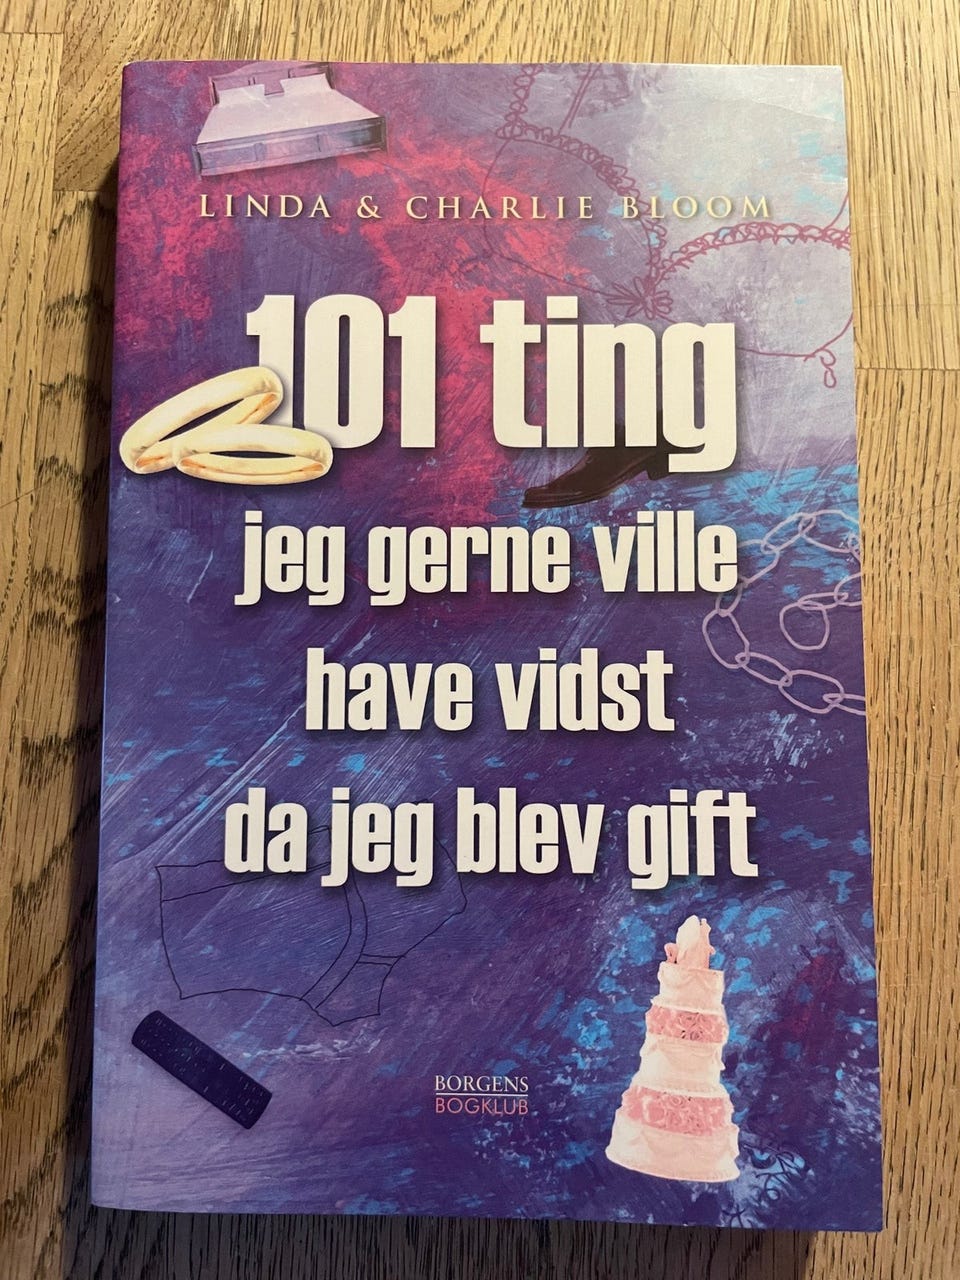 LINDA & CHARLIE BLOOM
101 ting
jeg gerne ville
have vidst
da jeg blev gift
BORGENS
BOGKLUB